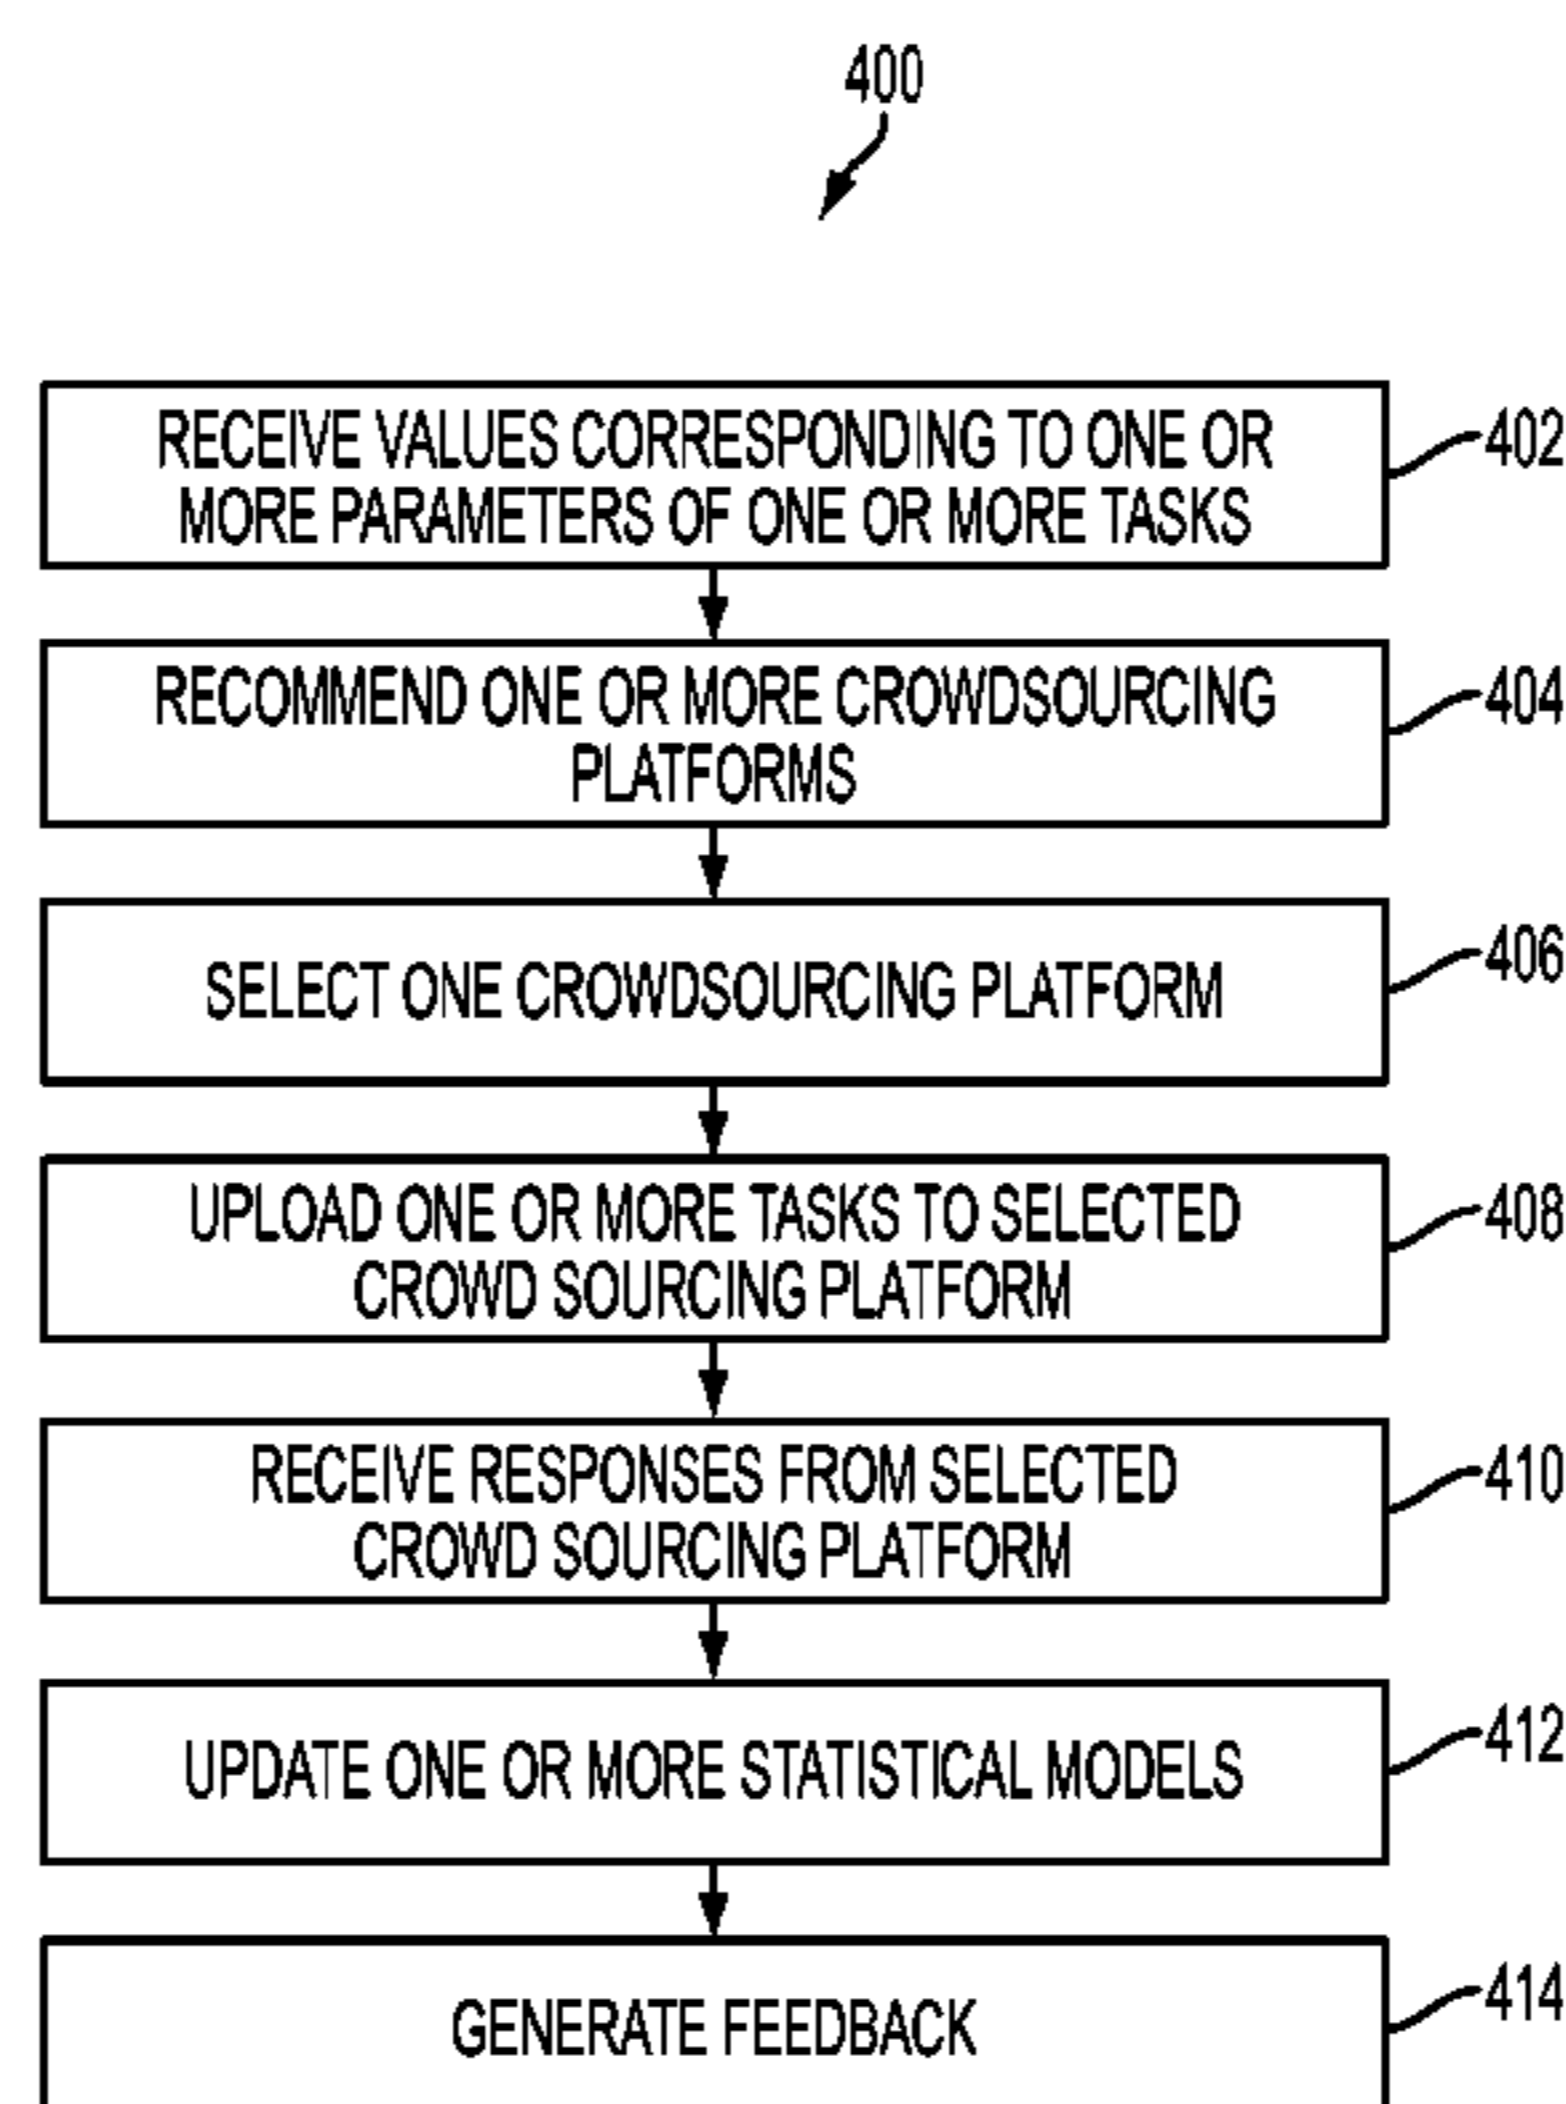 400
RECEIVE VALUES CORRESPONDING TO ONE OR
MORE PARAMETERS OF ONE OR MORE TASKS
402
RECOMMEND ONE OR MORE CROWDSOURCING
PLATFORMS
404
SELECT ONE CROWDSOURCING PLATFORM
406
UPLOAD ONE OR MORE TASKS TO SELECTED
CROWD SOURCING PLATFORM
408
RECEIVE RESPONSES FROM SELECTED
CROWD SOURCING PLATFORM
410
UPDATE ONE OR MORE STATISTICAL MODELS
412
GENERATE FEEDBACK
414